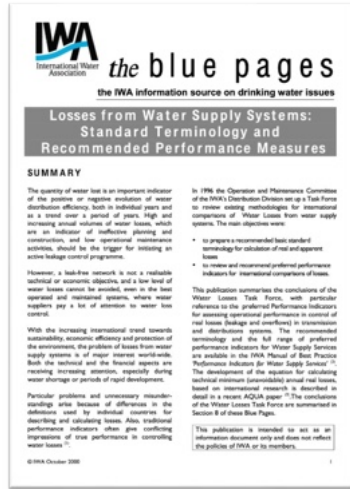 IWA
International Water
Association
the blue pages
the IWA information source on drinking water issues
Losses from Water Supply Systems:
Standard Terminology and
Recommended Performance Measures
SUMMARY
The quantity of water lost is an important indicator
of the positive or negative evolution of water
distribution efficiency, both in individual years and
as a trend over a period of years. High and
increasing annual volumes of water losses, which
are an indicator of ineffective planning and
construction, and low operational maintenance
activities, should be the trigger for initiating an
active leakage control programme.
However, a leak-free network is not a realisable
technical or economic objective, and a low level of
water losses cannot be avoided, even in the best
operated and maintained systems, where water
suppliers pay a lot of attention to water loss
control.
With the increasing international trend towards
sustainability, economic efficiency and protection of
the environment, the problem of losses from water
supply systems is of major interest world-wide.
Both the technical and the financial aspects are
receiving increasing attention, especially during
water shortage or periods of rapid development.
Particular problems and unnecessary misunder-
standings arise because of differences in the
definitions used by individual countries for
describing and calculating losses. Also, traditional
performance indicators often give conflicting
impressions of true performance in controlling
water losses
In 1996 the Operation and Maintenance Committee
of the IWA's Distribution Division set up a Task Force
to review existing methodologies for international
comparisons of Water Losses from water supply
systems. The main objectives were:
• to prepare a recommended basic standard
terminology for calculation of real and apparent
losses
• to review and recommend preferred performance
indicators for international comparisons of losses.
This publication summarises the conclusions of the
Water Losses Task Force, with particular
reference to the preferred Performance Indicators
for assessing operational performance in control of
real losses (leakage and overflows) in transmission
and distributions systems. The recommended
terminology and the full range of preferred
performance indicators for Water Supply Services
are available in the IWA Manual of Best Practice
'Performance Indicators for Water Supply Services'
The development of the equation for calculating
technical minimum (unavoidable) annual real losses,
based on international research is described in
detail in a recent AQUA paper The conclusions
of the Water Losses Task Force are summarised in
Section 8 of these Blue Pages.
This publication is intended to act as an
information document only and does not reflect
the policies of IWA or its members.
© IWA October 2000
1